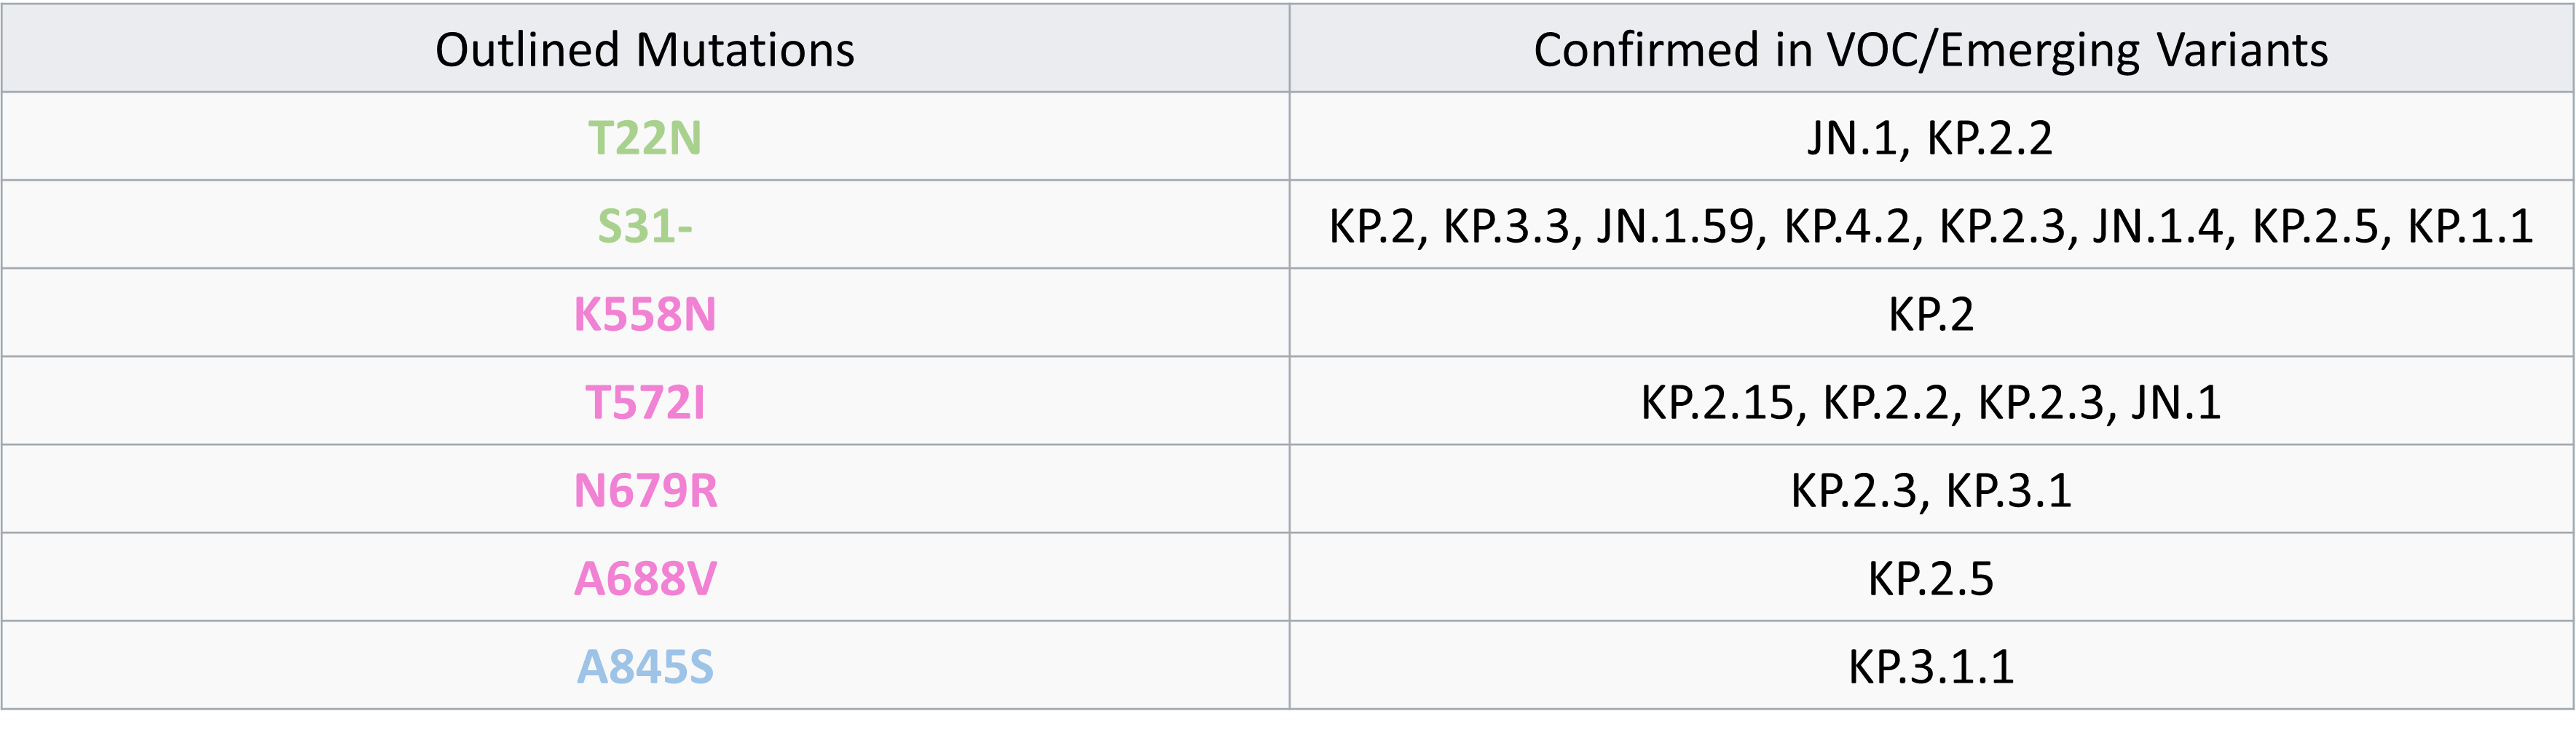 Outlined Mutations Confirmed in VOC/Emerging Variants
T22N JN.1, KP.2.2
S31- KP.2, KP.3.3, JN.1.59, KP.4.2, KP.2.3, JN.1.4, KP.2.5, KP.1.1
K558N KP.2
T572I KP.2.15, KP.2.2, KP.2.3, JN.1
N679R KP.2.3, KP.3.1
A688V KP.2.5
A845S KP.3.1.1